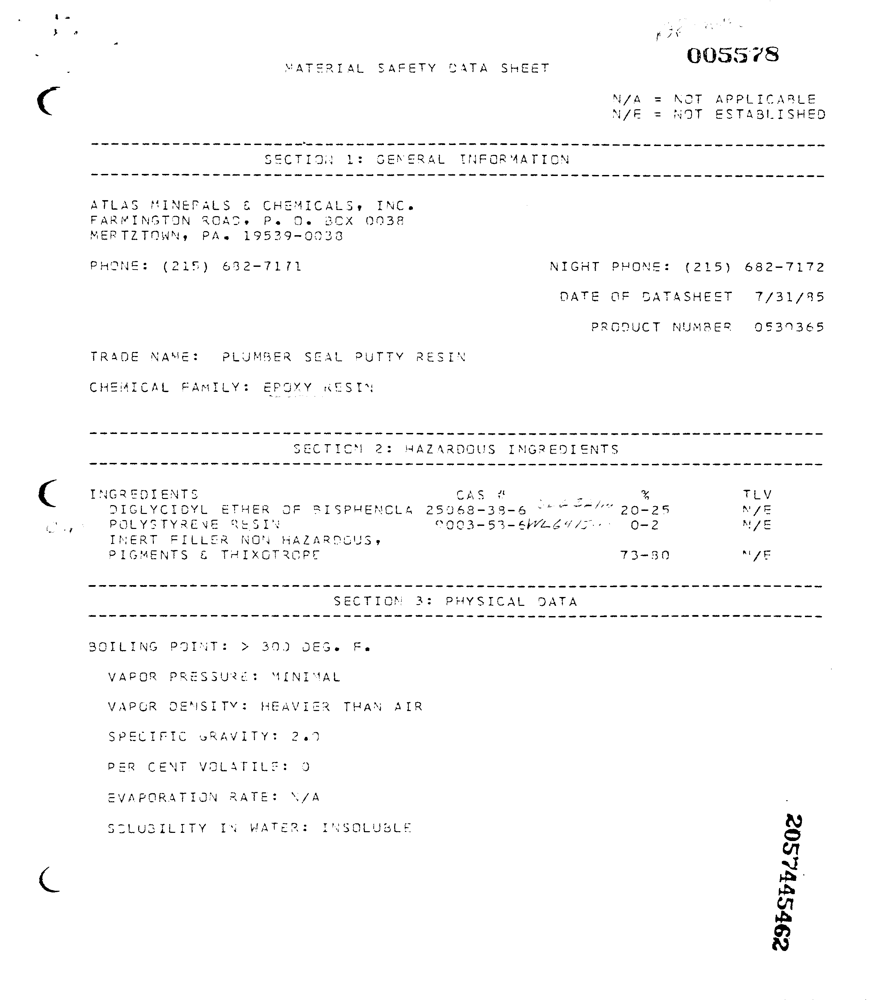 005578
MATERIAL SAFETY DATA SHEET
N/A = NOT APPLICABLE
N/E = NOT ESTABLISHED
SECTION 1: GENERAL INFORMATION
ATLAS MINERALS & CHEMICALS, INC.
FARMINGTON ROAD, P. O. BOX 0038
MERTZTOWN, PA. 19539-0038
PHONE: (215) 682-7171 NIGHT PHONE: (215) 682-7172
DATE OF DATASHEET 7/31/85
PRODUCT NUMBER 0530365
TRADE NAME: PLUMBER SEAL PUTTY RESIN
CHEMICAL FAMILY: EPOXY RESIN
SECTION 2: HAZARDOUS INGREDIENTS
INGREDIENTS CAS # % TLV
DIGLYCIDYL ETHER OF BISPHENOLA 25068-38-6 20-25 N/E
POLYSTYRENE RESIN 9003-53-6 0-2 N/E
INERT FILLER NON HAZARDOUS,
PIGMENTS & THIXOTROPE 73-80 N/E
SECTION 3: PHYSICAL DATA
BOILING POINT: > 300 DEG. F.
VAPOR PRESSURE: MINIMAL
VAPOR DENSITY: HEAVIER THAN AIR
SPECIFIC GRAVITY: 2.0
PER CENT VOLATILE: 0
EVAPORATION RATE: N/A
SOLUBILITY IN WATER: INSOLUBLE
2057445462